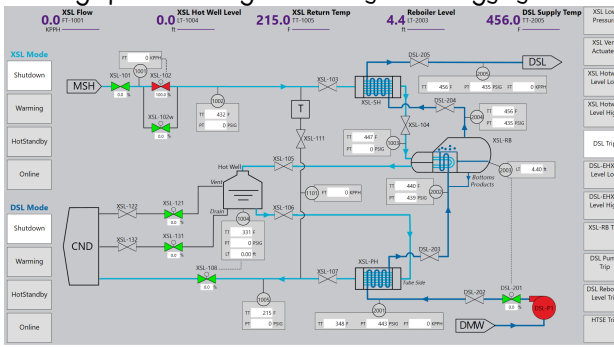 XSL Flow
0.0 FT-1001
KPPH
XSL Hot Well Level
0.0 LT-1004
ft
XSL Return Temp
215.0 TT-1005
F
Reboiler Level
4.4 LT-2003
ft
DSL Supply Temp
456.0 TT-2005
F
XSL Mode
Shutdown
Warming
HotStandby
Online
DSL Mode
Shutdown
Warming
HotStandby
Online
MSH
XSL-101
0.0 %
FT 0 KPPH
1001
XSL-102
100.0 %
XSL-102w
0.0 %
1002
TT 432 F
PT 0 PSIG
XSL-103
T
XSL-111
1101 FT 0 KPPH
XSL-SH
DSL-205
DSL
2005
TT 456 F PT 435 PSIG FT 0 KPPH
DSL-204
2004
TT 456 F
PT 435 PSIG
XSL-104
TT 447 F
PT 0 PSIG
1003
XSL-RB
2003 LT 4.40 ft
Bottoms
Products
TT 440 F
PT 439 PSIG
2002
XSL-105
Hot Well
Vent
Drain
XSL-106
1004
TT 331 F
PT 0 PSIG
LT 0.00 ft
XSL-122
XSL-121
0.0 %
XSL-132
XSL-131
0.0 %
CND
XSL-108
0.0 %
1005
TT 215 F
PT 0 PSIG
XSL-107
XSL-PH
Tube Side
DSL-203
2001
TT 348 F PT 443 PSIG FT 0 KPPH
DSL-202
DSL-201
0.0 %
DSL-P1
DMW
XSL Low
Pressure
XSL Ven
Actuate
XSL Hotw
Level Lo
XSL Hotw
Level Hig
DSL Trip
DSL-EHX
Level Lo
DSL-EHX
Level Hig
XSL-RB T
DSL Pum
Trip
DSL Rebo
Level Tri
HTSE Tri